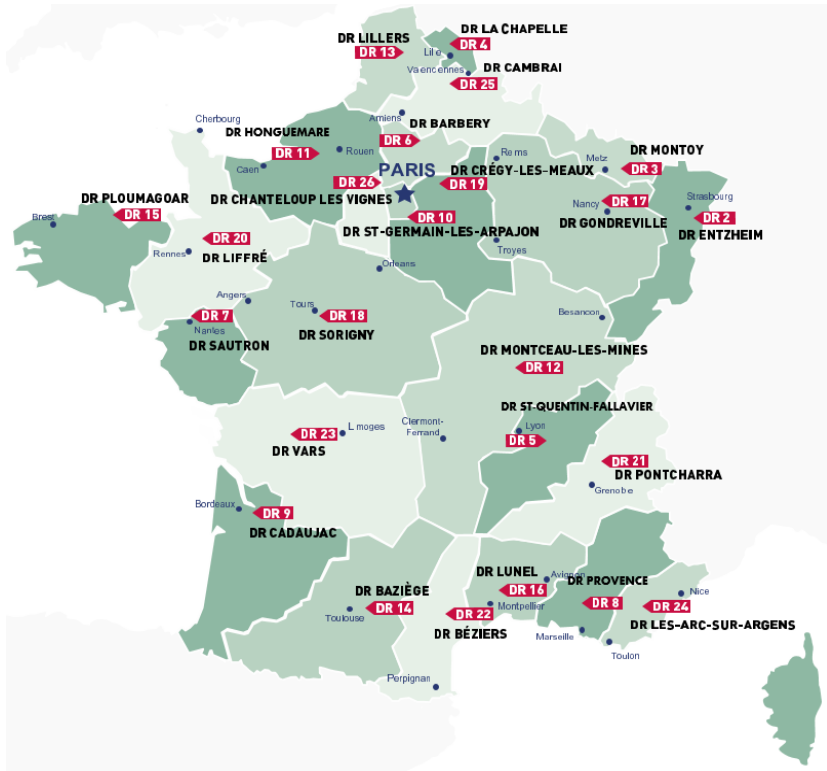 DR LILLERS
DR 13
DR LA CHAPELLE
DR 4
Lille
Valenciennes
DR CAMBRAI
DR 25
Amiens
DR BARBERY
DR 6
Cherbourg
DR HONGUEMARE
DR 11
Rouen
Caen
DR 26
PARIS
DR CHANTELOUP LES VIGNES
Reims
DR CRÉGY-LES-MEAUX
DR 19
Metz
DR MONTOY
DR 3
Nancy
DR 17
DR GONDREVILLE
Strasbourg
DR 2
DR ENTZHEIM
DR PLOUMAGOAR
DR 15
Brest
DR 10
DR ST-GERMAIN-LES-ARPAJON
Troyes
DR 20
Rennes
DR LIFFRÉ
Orleans
Angers
Tours
DR 18
DR SORIGNY
DR 7
Nantes
DR SAUTRON
Besancon
DR MONTCEAU-LES-MINES
DR 12
DR ST-QUENTIN-FALLAVIER
Lyon
DR 5
Clermont-
Ferrand
DR 23
Limoges
DR VARS
DR 21
DR PONTCHARRA
Grenoble
Bordeaux
DR 9
DR CADAUJAC
DR BAZIÈGE
DR 14
Toulouse
DR LUNEL
Avignon
DR 16
Montpellier
DR 22
DR BÉZIERS
DR PROVENCE
DR 8
Nice
DR 24
DR LES-ARC-SUR-ARGENS
Marseille
Toulon
Perpignan